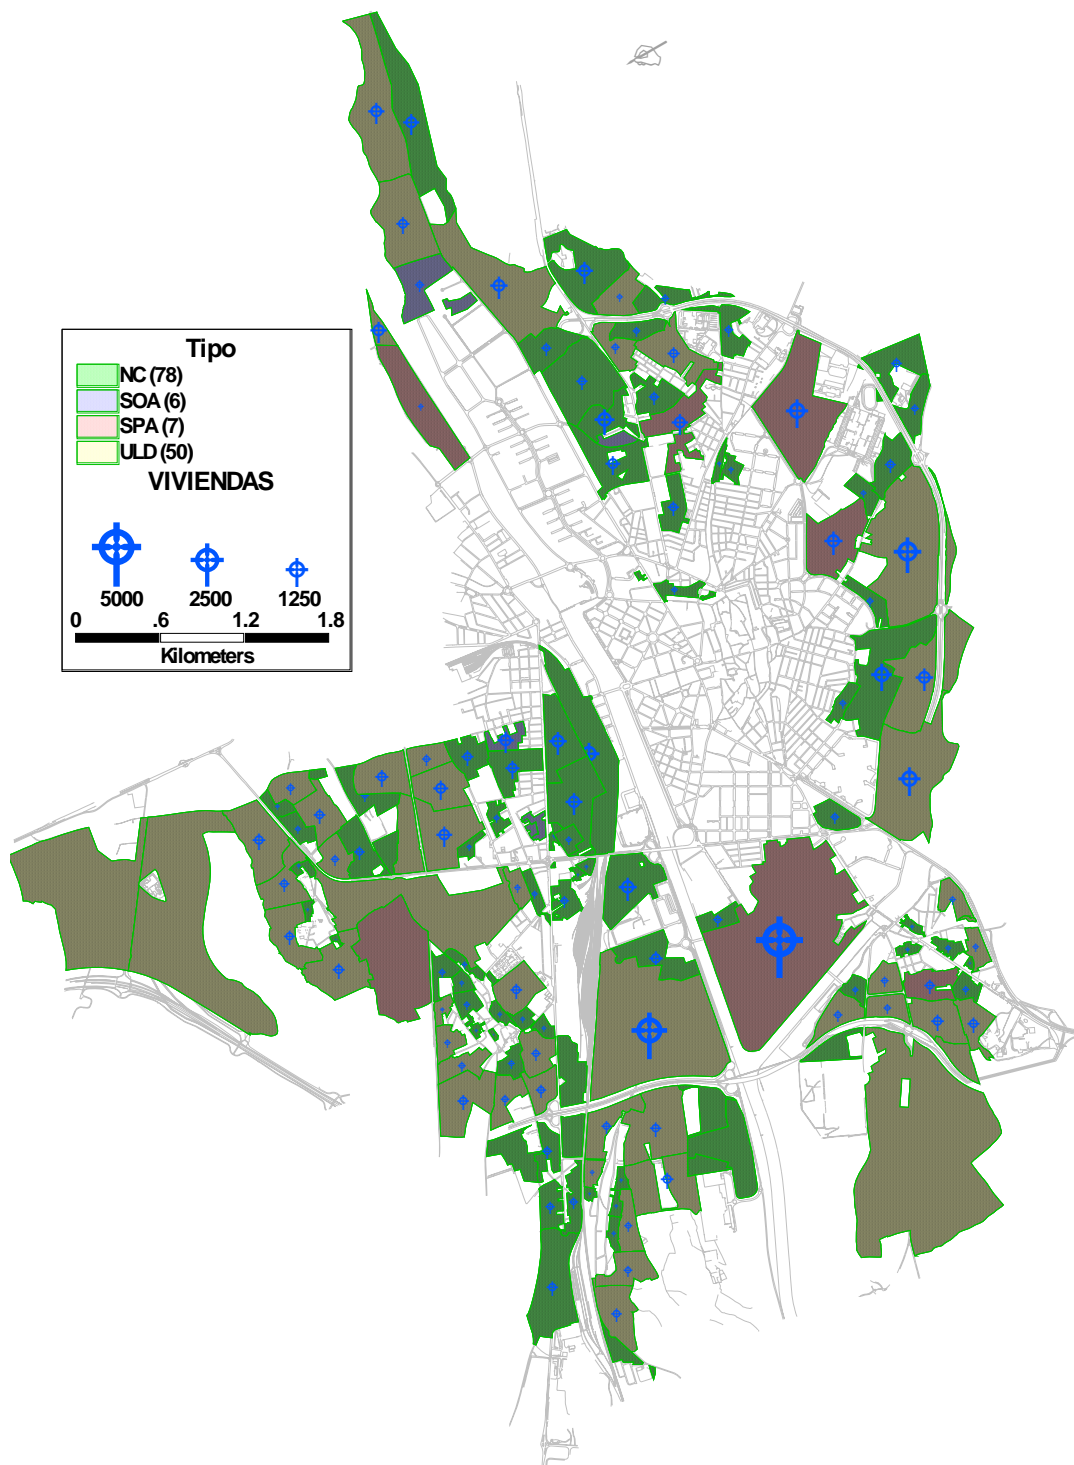 Tipo
NC (78)
SOA (6)
SPA (7)
ULD (50)
VIVIENDAS
5000 2500 1250
0 .6 1.2 1.8
Kilometers